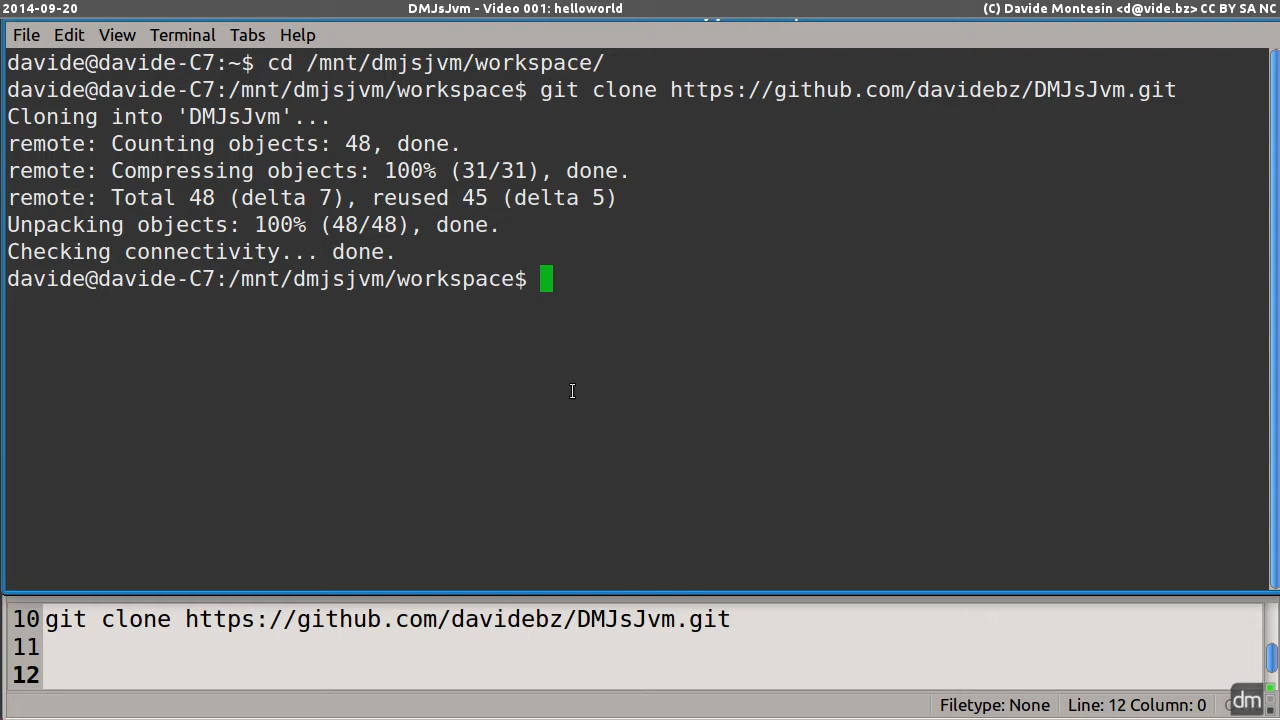 2014-09-20 DMJsJvm - Video 001: helloworld (C) Davide Montesin <d@vide.bz> CC BY SA NC
File Edit View Terminal Tabs Help
davide@davide-C7:~$ cd /mnt/dmjsjvm/workspace/
davide@davide-C7:/mnt/dmjsjvm/workspace$ git clone https://github.com/davidebz/DMJsJvm.git
Cloning into 'DMJsJvm'...
remote: Counting objects: 48, done.
remote: Compressing objects: 100% (31/31), done.
remote: Total 48 (delta 7), reused 45 (delta 5)
Unpacking objects: 100% (48/48), done.
Checking connectivity... done.
davide@davide-C7:/mnt/dmjsjvm/workspace$
10 git clone https://github.com/davidebz/DMJsJvm.git
11
12
Filetype: None Line: 12 Column: 0
dm